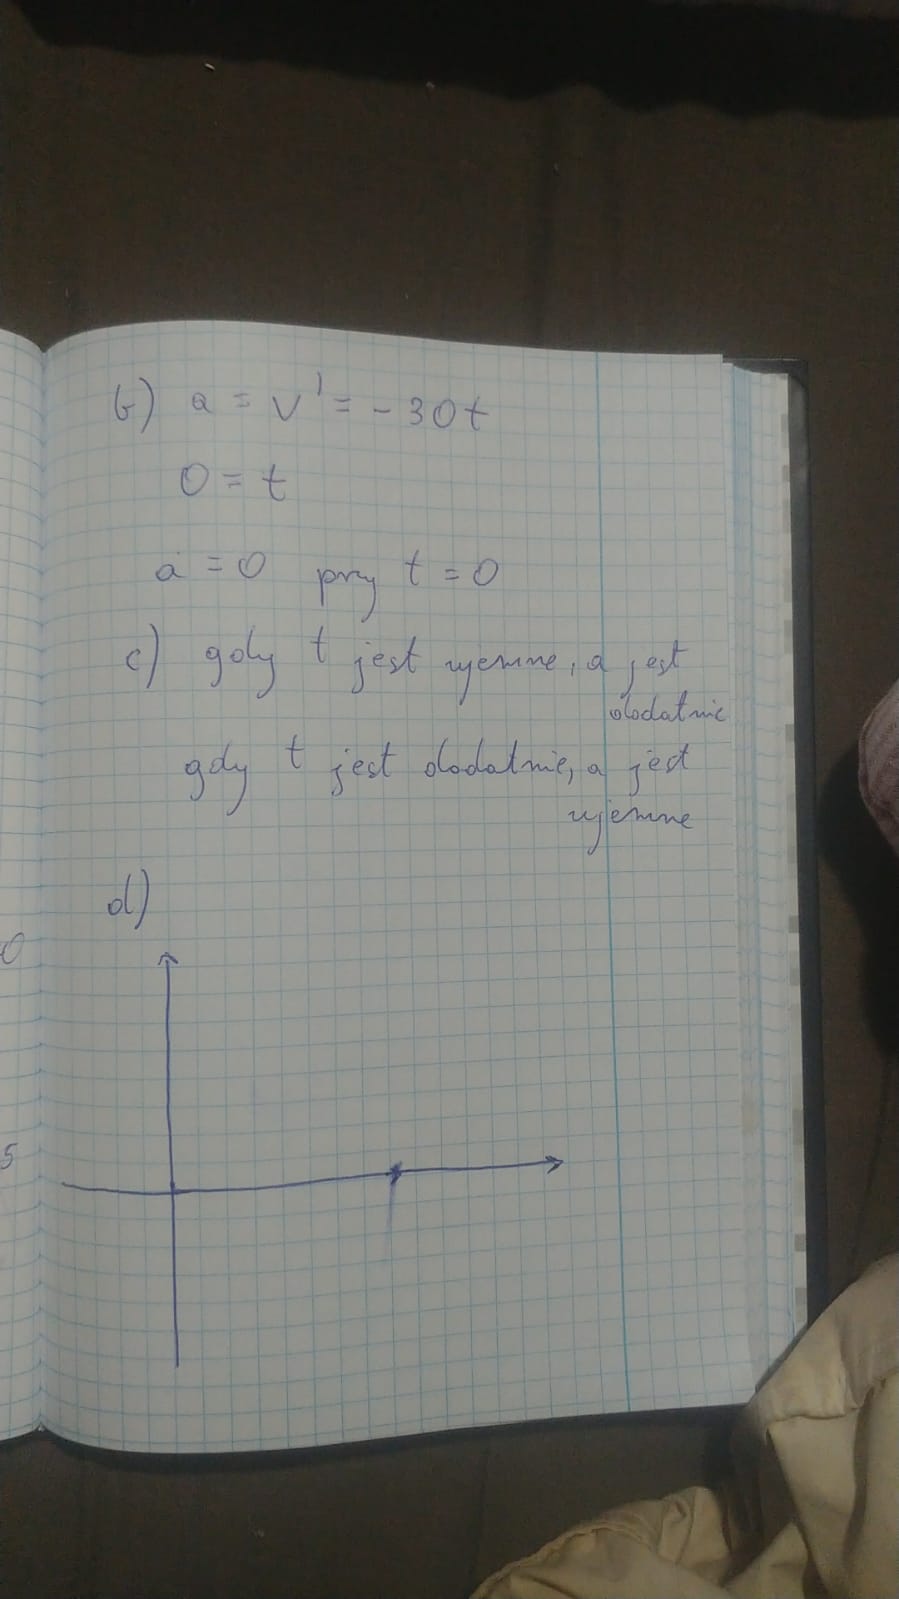 0
5
b) a = v' = -30t
0 = t
a = 0 przy t = 0
c) gdy t jest ujemne, a jest
dodatnie
gdy t jest dodatnie, a jest
ujemne
d)